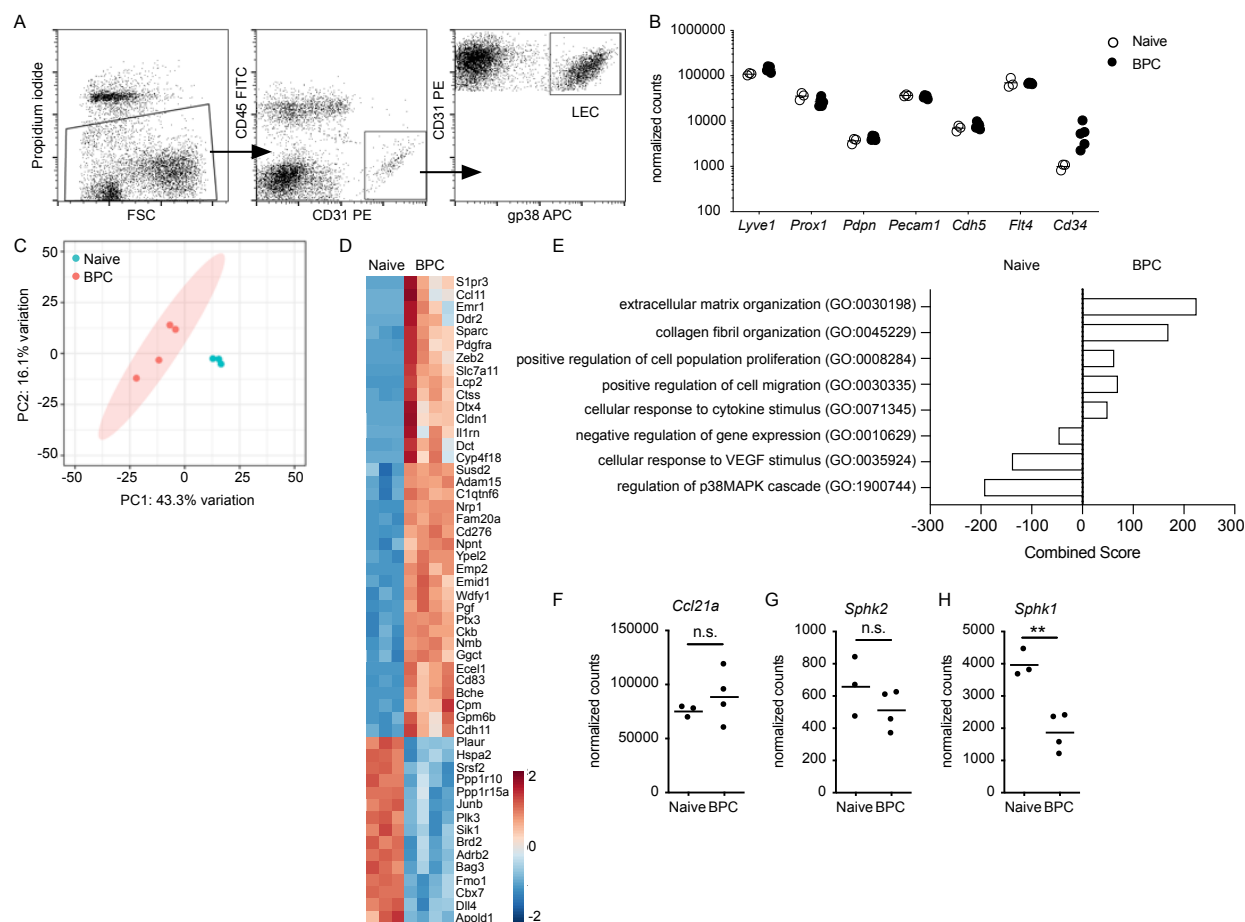 A
Propidium iodide
FSC
CD45 FITC
CD31 PE
CD31 PE
LEC
gp38 APC
B
normalized counts
1000000
100000
10000
1000
100
Naive
BPC
Lyve1 Prox1 Pdpn Pecam1 Cdh5 Flt4 Cd34
C
Naive
BPC
PC2: 16.1% variation
50
25
0
-25
-50
-50 -25 0 25 50
PC1: 43.3% variation
D
Naive BPC
S1pr3
Ccl11
Emr1
Ddr2
Sparc
Pdgfra
Zeb2
Slc7a11
Lcp2
Ctss
Dtx4
Cldn1
Il1rn
Dct
Cyp4f18
Susd2
Adam15
C1qtnf6
Nrp1
Fam20a
Cd276
Npnt
Ypel2
Emp2
Emid1
Wdfy1
Pgf
Ptx3
Ckb
Nmb
Ggct
Ecel1
Cd83
Bche
Cpm
Gpm6b
Cdh11
Plaur
Hspa2
Srsf2
Ppp1r10
Ppp1r15a
Junb
Plk3
Sik1
Brd2
Adrb2
Bag3
Fmo1
Cbx7
Dll4
Apold1
2
0
-2
E
Naive BPC
extracellular matrix organization (GO:0030198)
collagen fibril organization (GO:0045229)
positive regulation of cell population proliferation (GO:0008284)
positive regulation of cell migration (GO:0030335)
cellular response to cytokine stimulus (GO:0071345)
negative regulation of gene expression (GO:0010629)
cellular response to VEGF stimulus (GO:0035924)
regulation of p38MAPK cascade (GO:1900744)
-300 -200 -100 0 100 200 300
Combined Score
F
Ccl21a
n.s.
normalized counts
150000
100000
50000
0
Naive BPC
G
Sphk2
n.s.
normalized counts
1000
800
600
400
200
0
Naive BPC
H
Sphk1
**
normalized counts
5000
4000
3000
2000
1000
0
Naive BPC